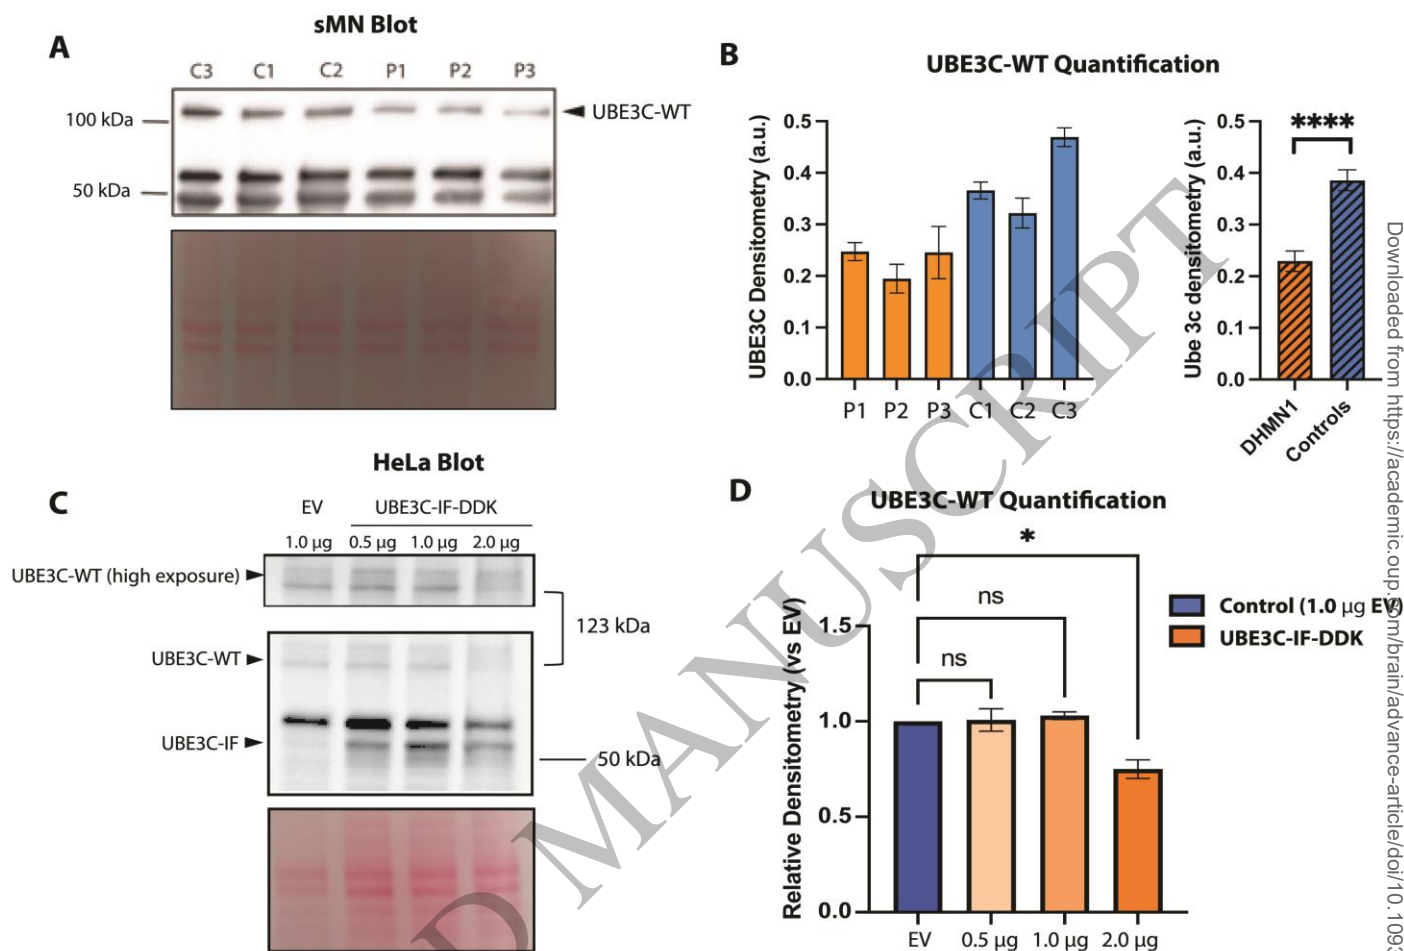 A
sMN Blot
C3 C1 C2 P1 P2 P3
100 kDa
UBE3C-WT
50 kDa
B
UBE3C-WT Quantification
UBE3C Densitometry (a.u.)
0.5
0.4
0.3
0.2
0.1
0.0
P1 P2 P3 C1 C2 C3
Ube 3c densitometry (a.u.)
0.5
0.4
0.3
0.2
0.1
0.0
****
DHMN1
Controls
C
HeLa Blot
EV UBE3C-IF-DDK
1.0 µg 0.5 µg 1.0 µg 2.0 µg
UBE3C-WT (high exposure)
123 kDa
UBE3C-WT
UBE3C-IF
50 kDa
D
UBE3C-WT Quantification
Relative Densitometry (vs EV)
1.5
1.0
0.5
0.0
*
ns
ns
EV 0.5 µg 1.0 µg 2.0 µg
Control (1.0 µg EV)
UBE3C-IF-DDK
D MANUSCRIPT
Downloaded from https://academic.oup.com/brain/advance-article/doi/10.109